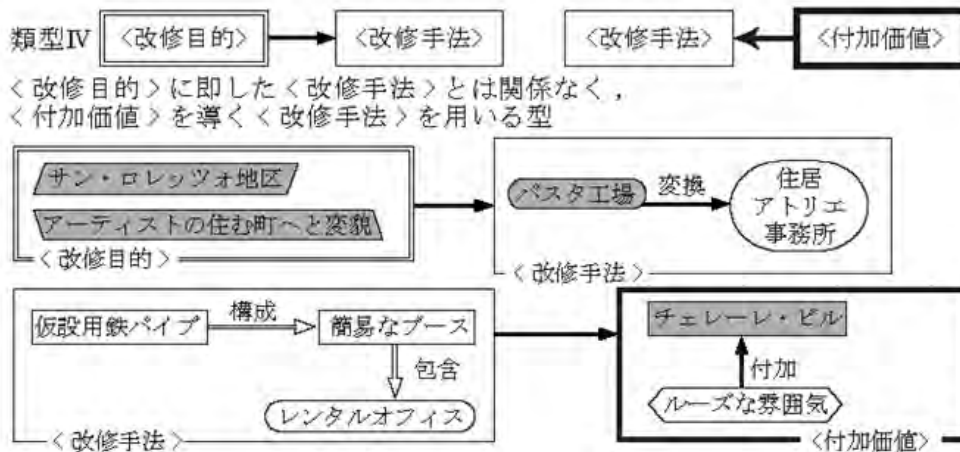 類型Ⅳ <改修目的> <改修手法> <改修手法> <付加価値>
<改修目的>に即した<改修手法>とは関係なく,
<付加価値>を導く<改修手法>を用いる型
サン・ロレッツォ地区
アーティストの住む町へと変貌
<改修目的>
パスタ工場
変換
住居
アトリエ
事務所
<改修手法>
仮設用鉄パイプ
構成
簡易なブース
包含
レンタルオフィス
<改修手法>
チェレーレ・ビル
付加
ルーズな雰囲気
<付加価値>